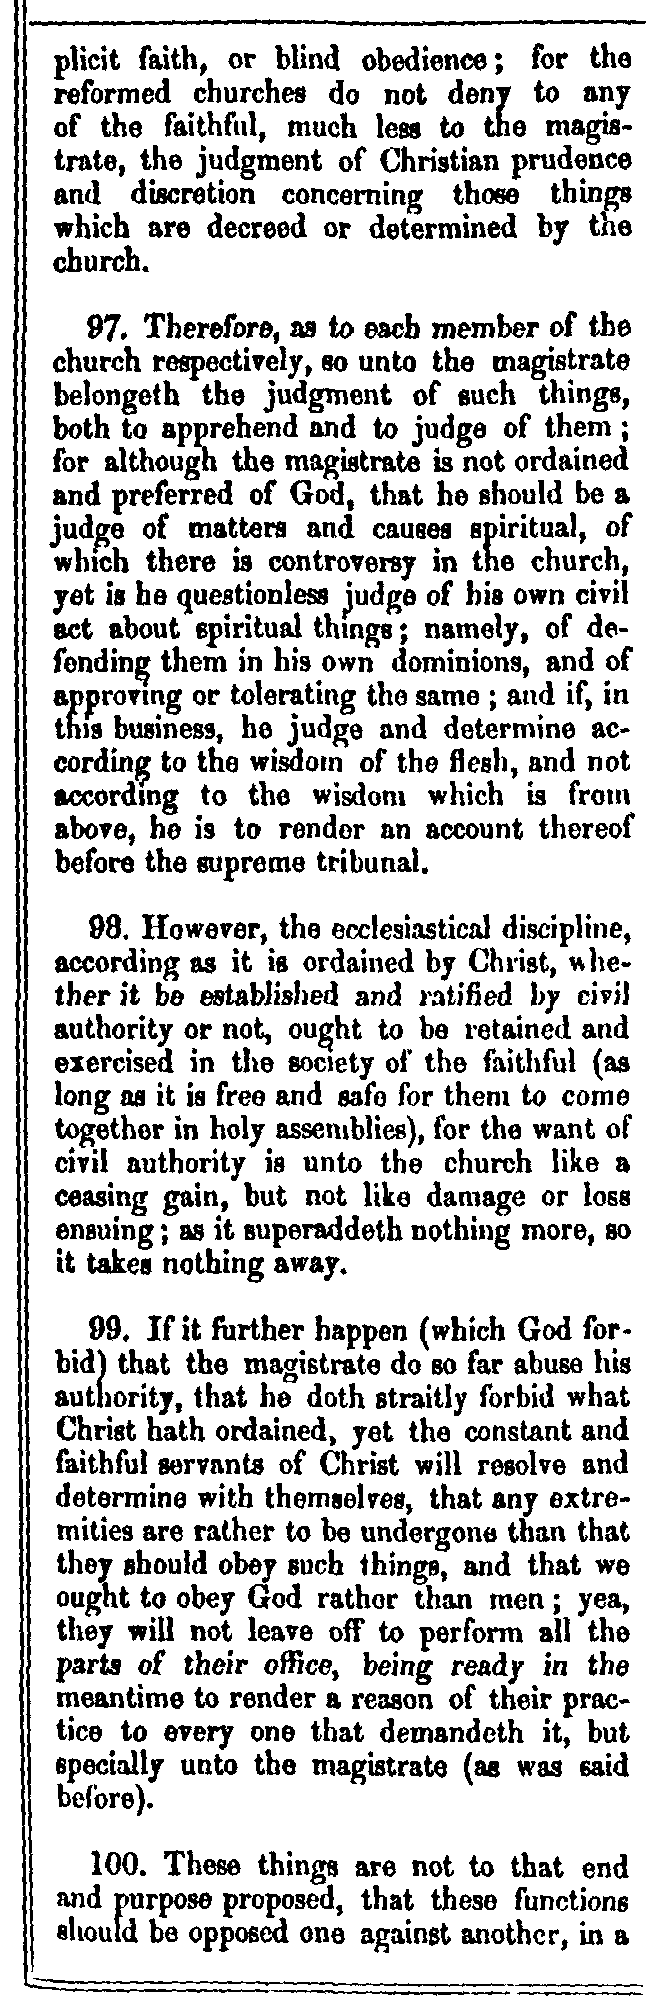 plicit faith, or blind obedience; for the
reformed churches do not deny to any
of the faithful, much less to the magis-
trate, the judgment of Christian prudence
and discretion concerning those things
which are decreed or determined by the
church.
97. Therefore, as to each member of the
church respectively, so unto the magistrate
belongeth the judgment of such things,
both to apprehend and to judge of them;
for although the magistrate is not ordained
and preferred of God, that he should be a
judge of matters and causes spiritual, of
which there is controversy in the church,
yet is he questionless judge of his own civil
act about spiritual things; namely, of de-
fending them in his own dominions, and of
approving or tolerating the same; and if, in
this business, he judge and determine ac-
cording to the wisdom of the flesh, and not
according to the wisdom which is from
above, he is to render an account thereof
before the supreme tribunal.
98. However, the ecclesiastical discipline,
according as it is ordained by Christ, whe-
ther it be established and ratified by civil
authority or not, ought to be retained and
exercised in the society of the faithful (as
long as it is free and safe for them to come
together in holy assemblies), for the want of
civil authority is unto the church like a
ceasing gain, but not like damage or loss
ensuing; as it superaddeth nothing more, so
it takes nothing away.
99. If it further happen (which God for-
bid) that the magistrate do so far abuse his
authority, that he doth straitly forbid what
Christ hath ordained, yet the constant and
faithful servants of Christ will resolve and
determine with themselves, that any extre-
mities are rather to be undergone than that
they should obey such things, and that we
ought to obey God rather than men; yea,
they will not leave off to perform all the
parts of their office, being ready in the
meantime to render a reason of their prac-
tice to every one that demandeth it, but
specially unto the magistrate (as was said
before).
100. These things are not to that end
and purpose proposed, that these functions
should be opposed one against another, in a